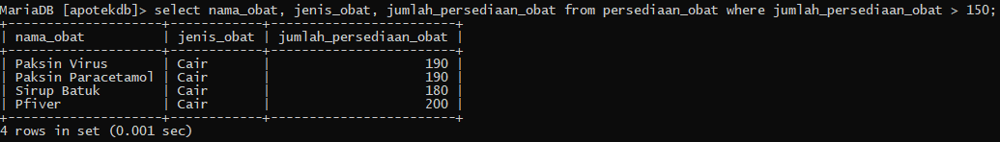 MariaDB [apotekdb]> select nama_obat, jenis_obat, jumlah_persediaan_obat from persediaan_obat where jumlah_persediaan_obat > 150;
+--------------------+------------+------------------------+
| nama_obat          | jenis_obat | jumlah_persediaan_obat |
+--------------------+------------+------------------------+
| Paksin Virus       | Cair       |                    190 |
| Paksin Paracetamol | Cair       |                    190 |
| Sirup Batuk        | Cair       |                    180 |
| Pfiver             | Cair       |                    200 |
+--------------------+------------+------------------------+
4 rows in set (0.001 sec)